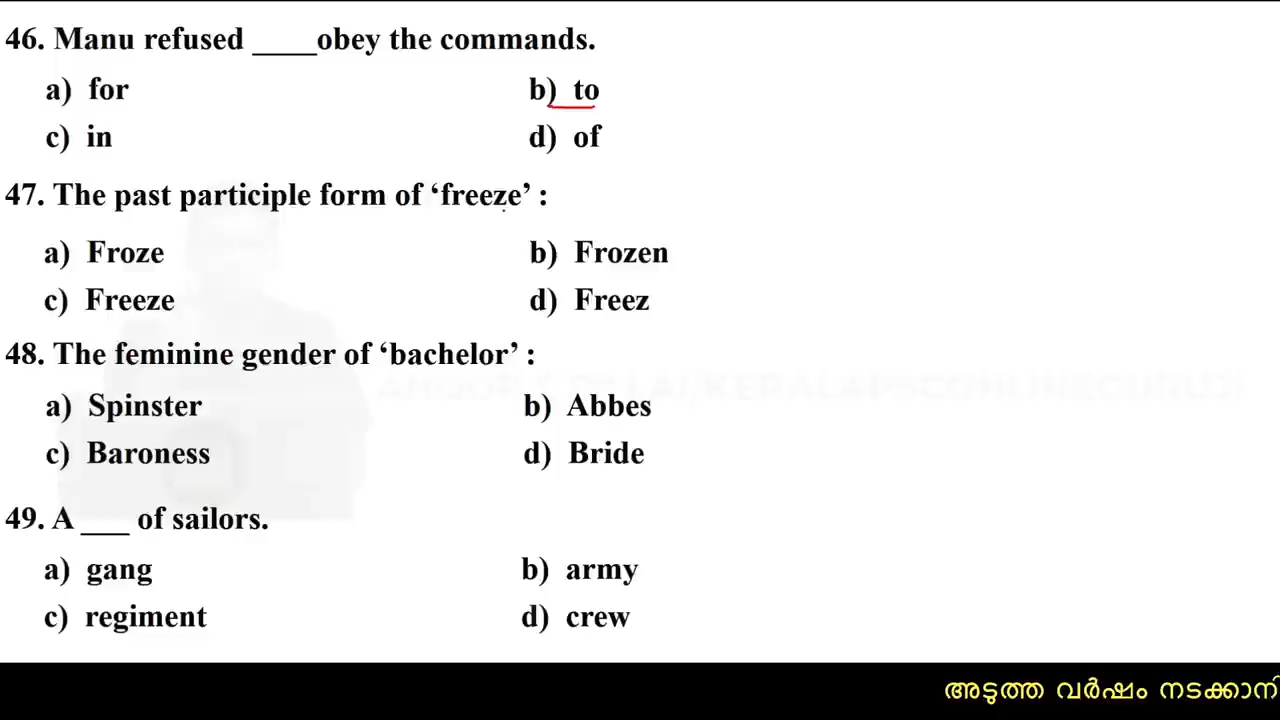 46. Manu refused ____obey the commands.
a) for b) to
c) in d) of
47. The past participle form of ‘freeze’ :
a) Froze b) Frozen
c) Freeze d) Freez
48. The feminine gender of ‘bachelor’ :
a) Spinster b) Abbes
c) Baroness d) Bride
49. A ___ of sailors.
a) gang b) army
c) regiment d) crew
അടുത്ത വർഷം നടക്കാനി